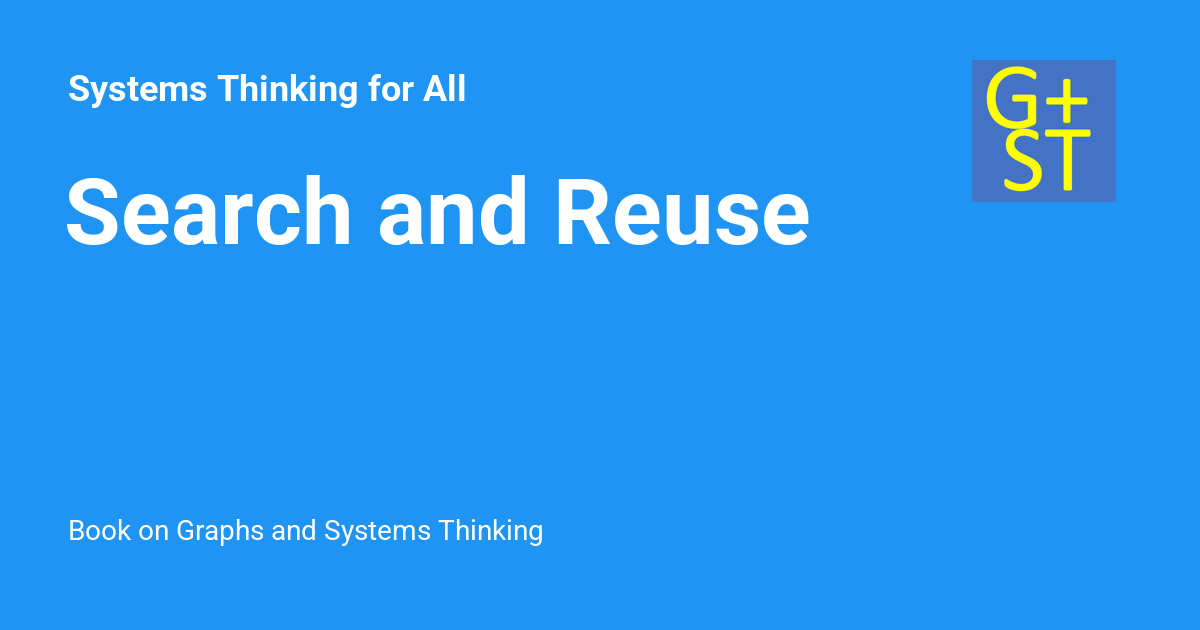 Systems Thinking for All
G+
ST
Search and Reuse
Book on Graphs and Systems Thinking